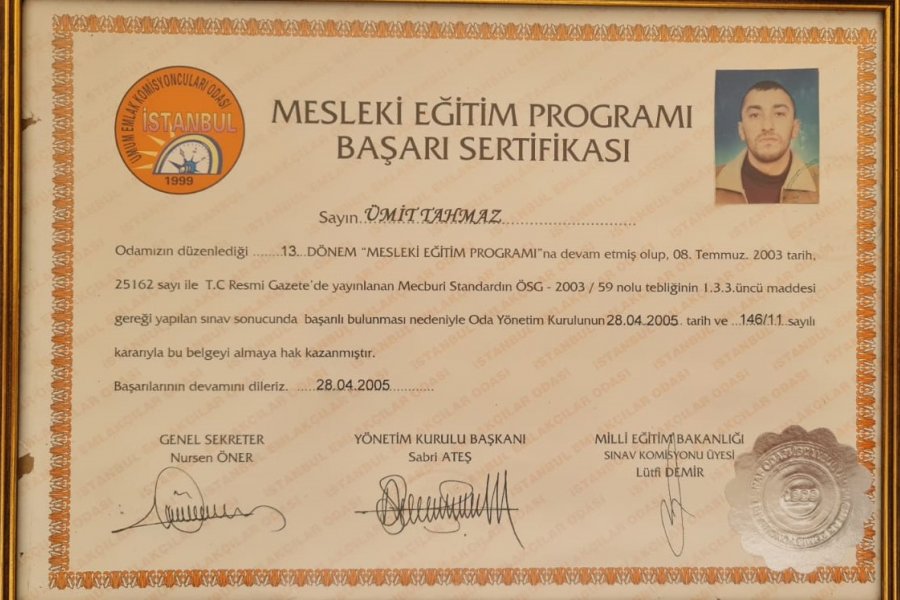 UMUM EMLAK KOMİSYONCULARI ODASI
İSTANBUL
1999
MESLEKİ EĞİTİM PROGRAMI
BAŞARI SERTİFİKASI
Sayın..ÜMİT TAHMAZ..............................
Odamızın düzenlediği .......13...DÖNEM “MESLEKİ EĞİTİM PROGRAMI”na devam etmiş olup, 08. Temmuz. 2003 tarih,
25162 sayı ile T.C Resmi Gazete'de yayınlanan Mecburi Standardın ÖSG - 2003 / 59 nolu tebliğinin 1.3.3.üncü maddesi
gereği yapılan sınav sonucunda başarılı bulunması nedeniyle Oda Yönetim Kurulunun 28.04.2005. tarih ve ...146/11 sayılı
kararıyla bu belgeyi almaya hak kazanmıştır.
Başarılarının devamını dileriz. .....28.04.2005............
GENEL SEKRETER
Nursen ÖNER
YÖNETİM KURULU BAŞKANI
Sabri ATEŞ
MİLLİ EĞİTİM BAKANLIĞI
SINAV KOMİSYONU ÜYESİ
Lütfi DEMİR